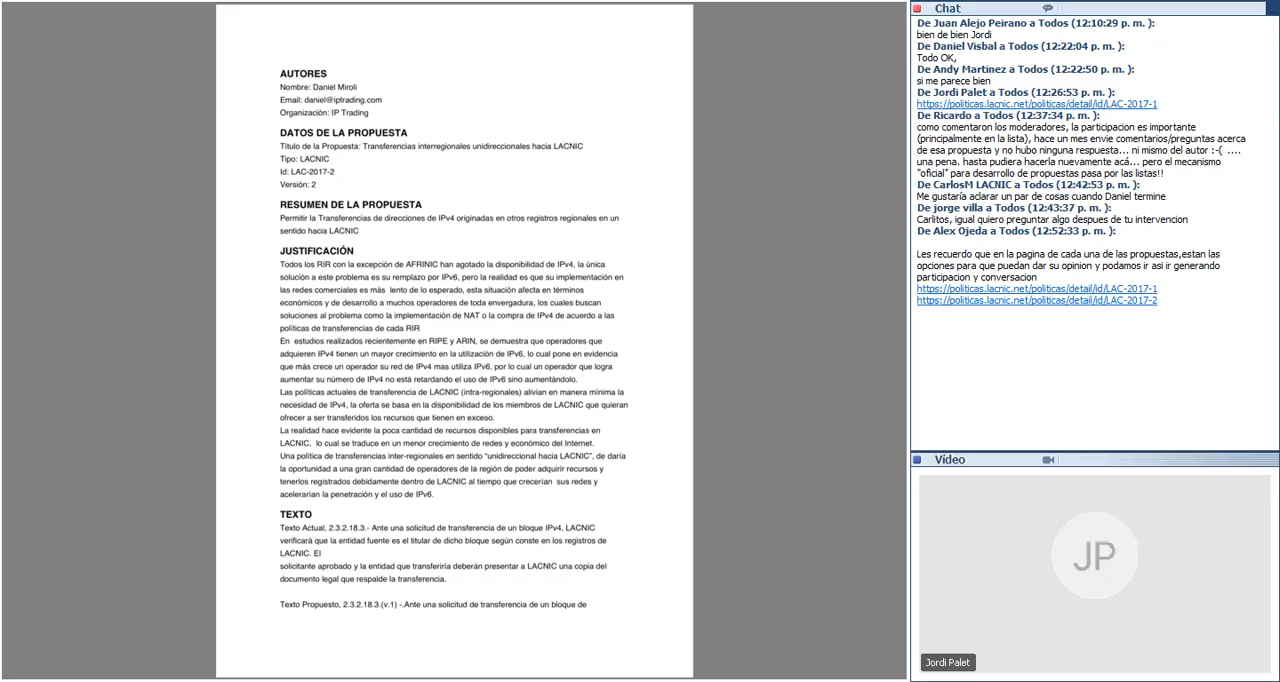 AUTORES
Nombre: Daniel Miroli
Email: daniel@iptrading.com
Organización: IP Trading
DATOS DE LA PROPUESTA
Título de la Propuesta: Transferencias interregionales unidireccionales hacia LACNIC
Tipo: LACNIC
Id: LAC-2017-2
Versión: 2
RESUMEN DE LA PROPUESTA
Permitir la Transferencias de direcciones de IPv4 originadas en otros registros regionales en un
sentido hacia LACNIC
JUSTIFICACIÓN
Todos los RIR con la excepción de AFRINIC han agotado la disponibilidad de IPv4, la única
solución a este problema es su remplazo por IPv6, pero la realidad es que su implementación en
las redes comerciales es más lento de lo esperado, esta situación afecta en términos
económicos y de desarrollo a muchos operadores de toda envergadura, los cuales buscan
soluciones al problema como la implementación de NAT o la compra de IPv4 de acuerdo a las
políticas de transferencias de cada RIR
En estudios realizados recientemente en RIPE y ARIN, se demuestra que operadores que
adquieren IPv4 tienen un mayor crecimiento en la utilización de IPv6, lo cual pone en evidencia
que más crece un operador su red de IPv4 mas utiliza IPv6, por lo cual un operador que logra
aumentar su número de IPv4 no está retardando el uso de IPv6 sino aumentándolo.
Las políticas actuales de transferencia de LACNIC (intra-regionales) alivian en manera mínima la
necesidad de IPv4, la oferta se basa en la disponibilidad de los miembros de LACNIC que quieran
ofrecer a ser transferidos los recursos que tienen en exceso.
La realidad hace evidente la poca cantidad de recursos disponibles para transferencias en
LACNIC, lo cual se traduce en un menor crecimiento de redes y económico del Internet.
Una política de transferencias inter-regionales en sentido "unidireccional hacia LACNIC", de daría
la oportunidad a una gran cantidad de operadores de la región de poder adquirir recursos y
tenerlos registrados debidamente dentro de LACNIC al tiempo que crecerían sus redes y
acelerarían la penetración y el uso de IPv6.
TEXTO
Texto Actual, 2.3.2.18.3.- Ante una solicitud de transferencia de un bloque IPv4, LACNIC
verificará que la entidad fuente es el titular de dicho bloque según conste en los registros de
LACNIC. El
solicitante aprobado y la entidad que transferiría deberán presentar a LACNIC una copia del
documento legal que respalde la transferencia.
Texto Propuesto, 2.3.2.18.3.(v.1) -.Ante una solicitud de transferencia de un bloque de
Chat
De Juan Alejo Peirano a Todos (12:10:29 p. m. ):
bien de bien Jordi
De Daniel Visbal a Todos (12:22:04 p. m. ):
Todo OK,
De Andy Martinez a Todos (12:22:50 p. m. ):
si me parece bien
De Jordi Palet a Todos (12:26:53 p. m. ):
https://politicas.lacnic.net/politicas/detail/id/LAC-2017-1
De Ricardo a Todos (12:37:34 p. m. ):
como comentaron los moderadores, la participacion es importante
(principalmente en la lista), hace un mes envie comentarios/preguntas acerca
de esa propuesta y no hubo ninguna respuesta... ni mismo del autor :-( ....
una pena. hasta pudiera hacerla nuevamente acá... pero el mecanismo
"oficial" para desarrollo de propuestas pasa por las listas!!
De CarlosM LACNIC a Todos (12:42:53 p. m. ):
Me gustaría aclarar un par de cosas cuando Daniel termine
De jorge villa a Todos (12:43:37 p. m. ):
Carlitos, igual quiero preguntar algo despues de tu intervencion
De Alex Ojeda a Todos (12:52:33 p. m. ):
Les recuerdo que en la pagina de cada una de las propuestas,estan las
opciones para que puedan dar su opinion y podamos ir asi ir generando
participacion y conversacion
https://politicas.lacnic.net/politicas/detail/id/LAC-2017-1
https://politicas.lacnic.net/politicas/detail/id/LAC-2017-2
Vídeo
JP
Jordi Palet